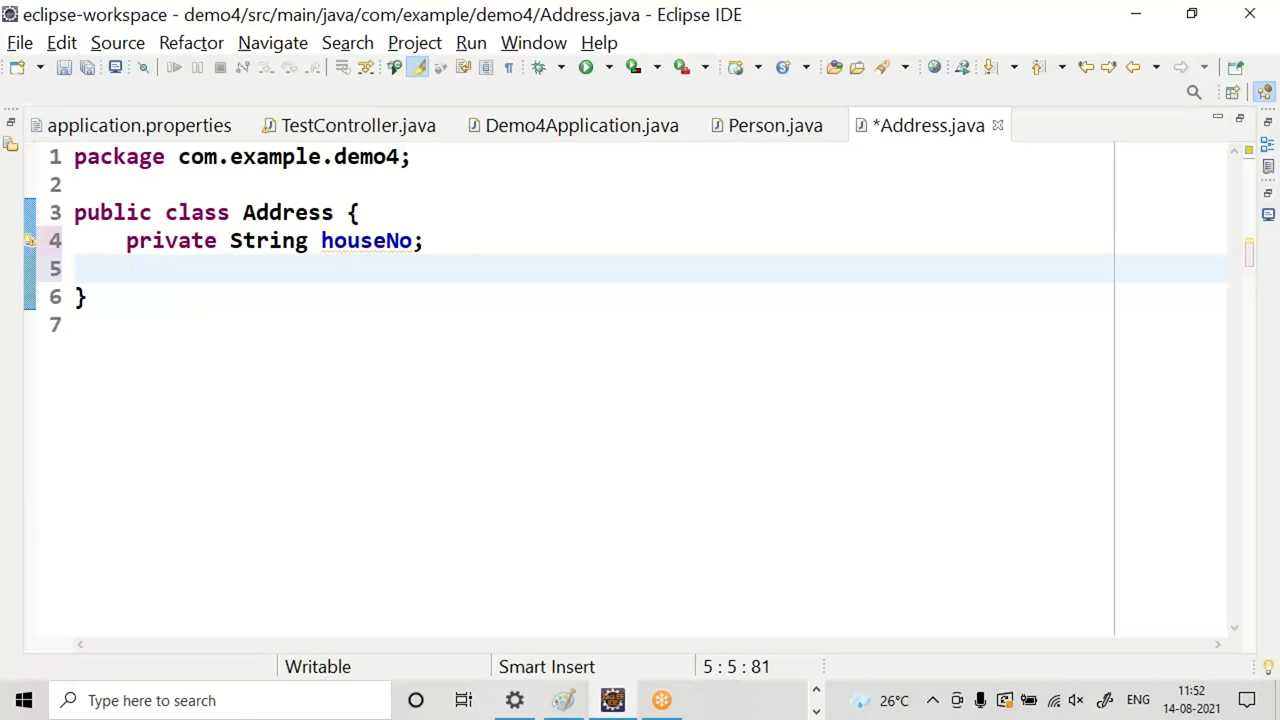 eclipse-workspace - demo4/src/main/java/com/example/demo4/Address.java - Eclipse IDE
File Edit Source Refactor Navigate Search Project Run Window Help
application.properties TestController.java Demo4Application.java Person.java *Address.java
1 package com.example.demo4;
2
3 public class Address {
4 private String houseNo;
5
6 }
7
Writable Smart Insert 5 : 5 : 81
Type here to search 26°C ENG 11:52
14-08-2021